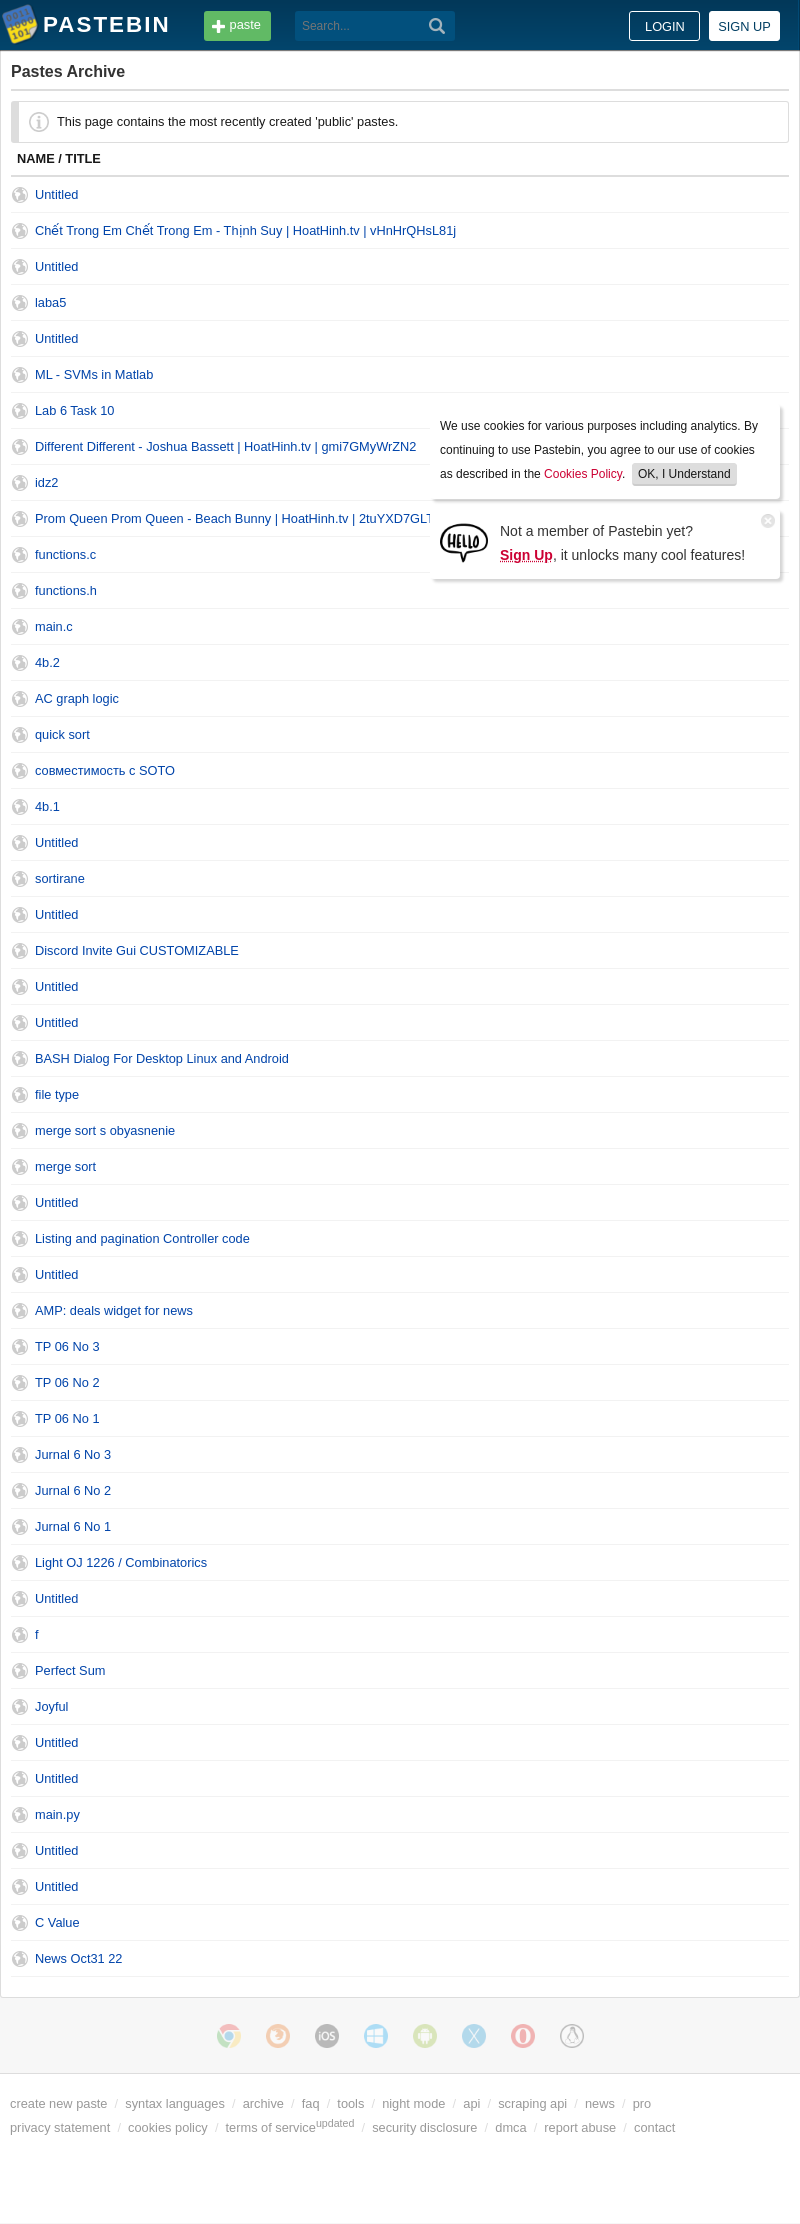 PASTEBIN
paste
Search...
LOGIN
SIGN UP
Pastes Archive
This page contains the most recently created 'public' pastes.
NAME / TITLE
Untitled
Chết Trong Em Chết Trong Em - Thịnh Suy | HoatHinh.tv | vHnHrQHsL81j
Untitled
laba5
Untitled
ML - SVMs in Matlab
Lab 6 Task 10
Different Different - Joshua Bassett | HoatHinh.tv | gmi7GMyWrZN2
idz2
Prom Queen Prom Queen - Beach Bunny | HoatHinh.tv | 2tuYXD7GLT
functions.c
functions.h
main.c
4b.2
AC graph logic
quick sort
совместимость с SOTO
4b.1
Untitled
sortirane
Untitled
Discord Invite Gui CUSTOMIZABLE
Untitled
Untitled
BASH Dialog For Desktop Linux and Android
file type
merge sort s obyasnenie
merge sort
Untitled
Listing and pagination Controller code
Untitled
AMP: deals widget for news
TP 06 No 3
TP 06 No 2
TP 06 No 1
Jurnal 6 No 3
Jurnal 6 No 2
Jurnal 6 No 1
Light OJ 1226 / Combinatorics
Untitled
f
Perfect Sum
Joyful
Untitled
Untitled
main.py
Untitled
Untitled
C Value
News Oct31 22
We use cookies for various purposes including analytics. By
continuing to use Pastebin, you agree to our use of cookies
as described in the Cookies Policy. OK, I Understand
HELLO
Not a member of Pastebin yet?
Sign Up, it unlocks many cool features!
iOS
create new paste / syntax languages / archive / faq / tools / night mode / api / scraping api / news / pro
privacy statement / cookies policy / terms of service updated / security disclosure / dmca / report abuse / contact